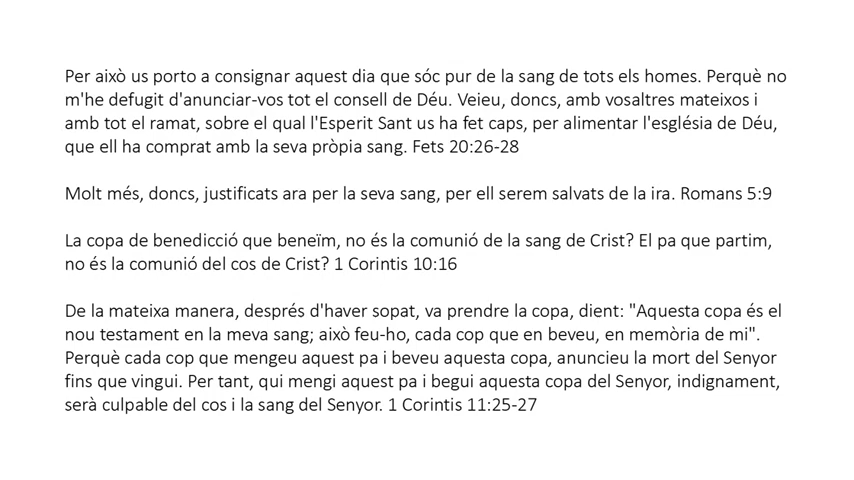 Per això us porto a consignar aquest dia que sóc pur de la sang de tots els homes. Perquè no
m'he defugit d'anunciar-vos tot el consell de Déu. Veieu, doncs, amb vosaltres mateixos i
amb tot el ramat, sobre el qual l'Esperit Sant us ha fet caps, per alimentar l'església de Déu,
que ell ha comprat amb la seva pròpia sang. Fets 20:26-28
Molt més, doncs, justificats ara per la seva sang, per ell serem salvats de la ira. Romans 5:9
La copa de benedicció que beneïm, no és la comunió de la sang de Crist? El pa que partim,
no és la comunió del cos de Crist? 1 Corintis 10:16
De la mateixa manera, després d'haver sopat, va prendre la copa, dient: "Aquesta copa és el
nou testament en la meva sang; això feu-ho, cada cop que en beveu, en memòria de mi".
Perquè cada cop que mengeu aquest pa i beveu aquesta copa, anuncieu la mort del Senyor
fins que vingui. Per tant, qui mengi aquest pa i begui aquesta copa del Senyor, indignament,
serà culpable del cos i la sang del Senyor. 1 Corintis 11:25-27